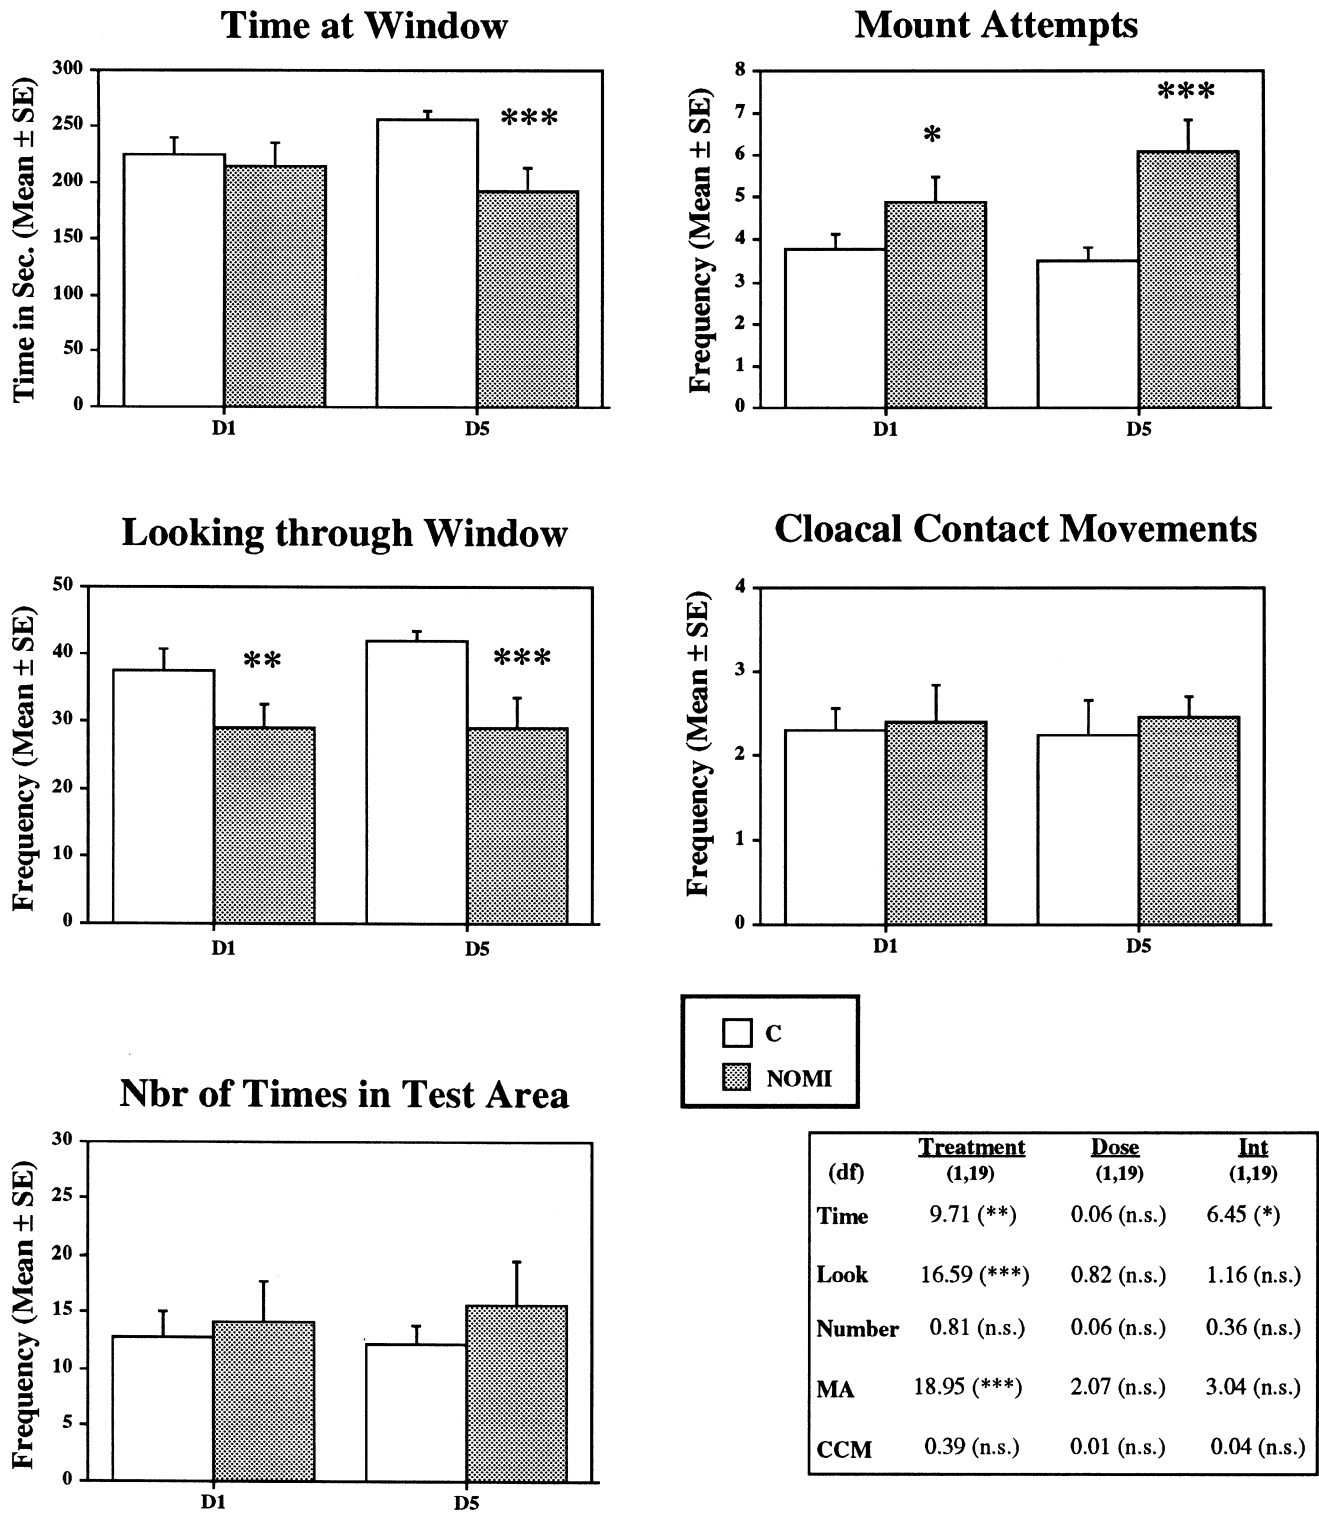 Time at Window
Time in Sec. (Mean ± SE)
300
250
200
150
100
50
0
***
D1
D5
Mount Attempts
Frequency (Mean ± SE)
8
7
6
5
4
3
2
1
0
*
***
D1
D5
Looking through Window
Frequency (Mean ± SE)
50
40
30
20
10
0
**
***
D1
D5
Cloacal Contact Movements
Frequency (Mean ± SE)
4
3
2
1
0
D1
D5
C
NOMI
Nbr of Times in Test Area
Frequency (Mean ± SE)
30
25
20
15
10
5
0
D1
D5
Treatment Dose Int
(df) (1,19) (1,19) (1,19)
Time 9.71 (**) 0.06 (n.s.) 6.45 (*)
Look 16.59 (***) 0.82 (n.s.) 1.16 (n.s.)
Number 0.81 (n.s.) 0.06 (n.s.) 0.36 (n.s.)
MA 18.95 (***) 2.07 (n.s.) 3.04 (n.s.)
CCM 0.39 (n.s.) 0.01 (n.s.) 0.04 (n.s.)